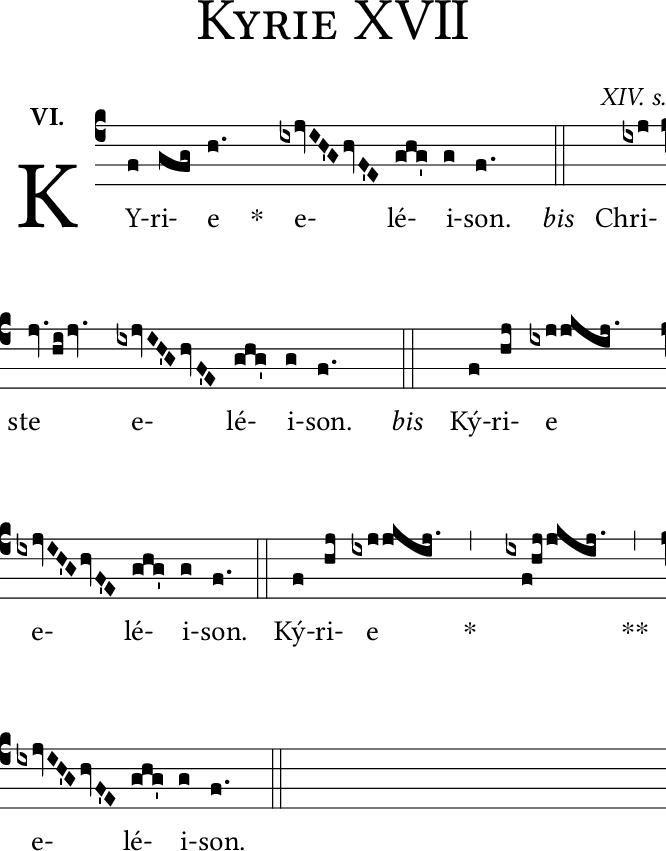 Kyrie XVII
XIV. s.
VI.
KY-ri- e * e- lé- i-son. bis Chri-
ste e- lé- i-son. bis Ký-ri- e
e- lé- i-son. Ký-ri- e * **
e- lé- i-son.